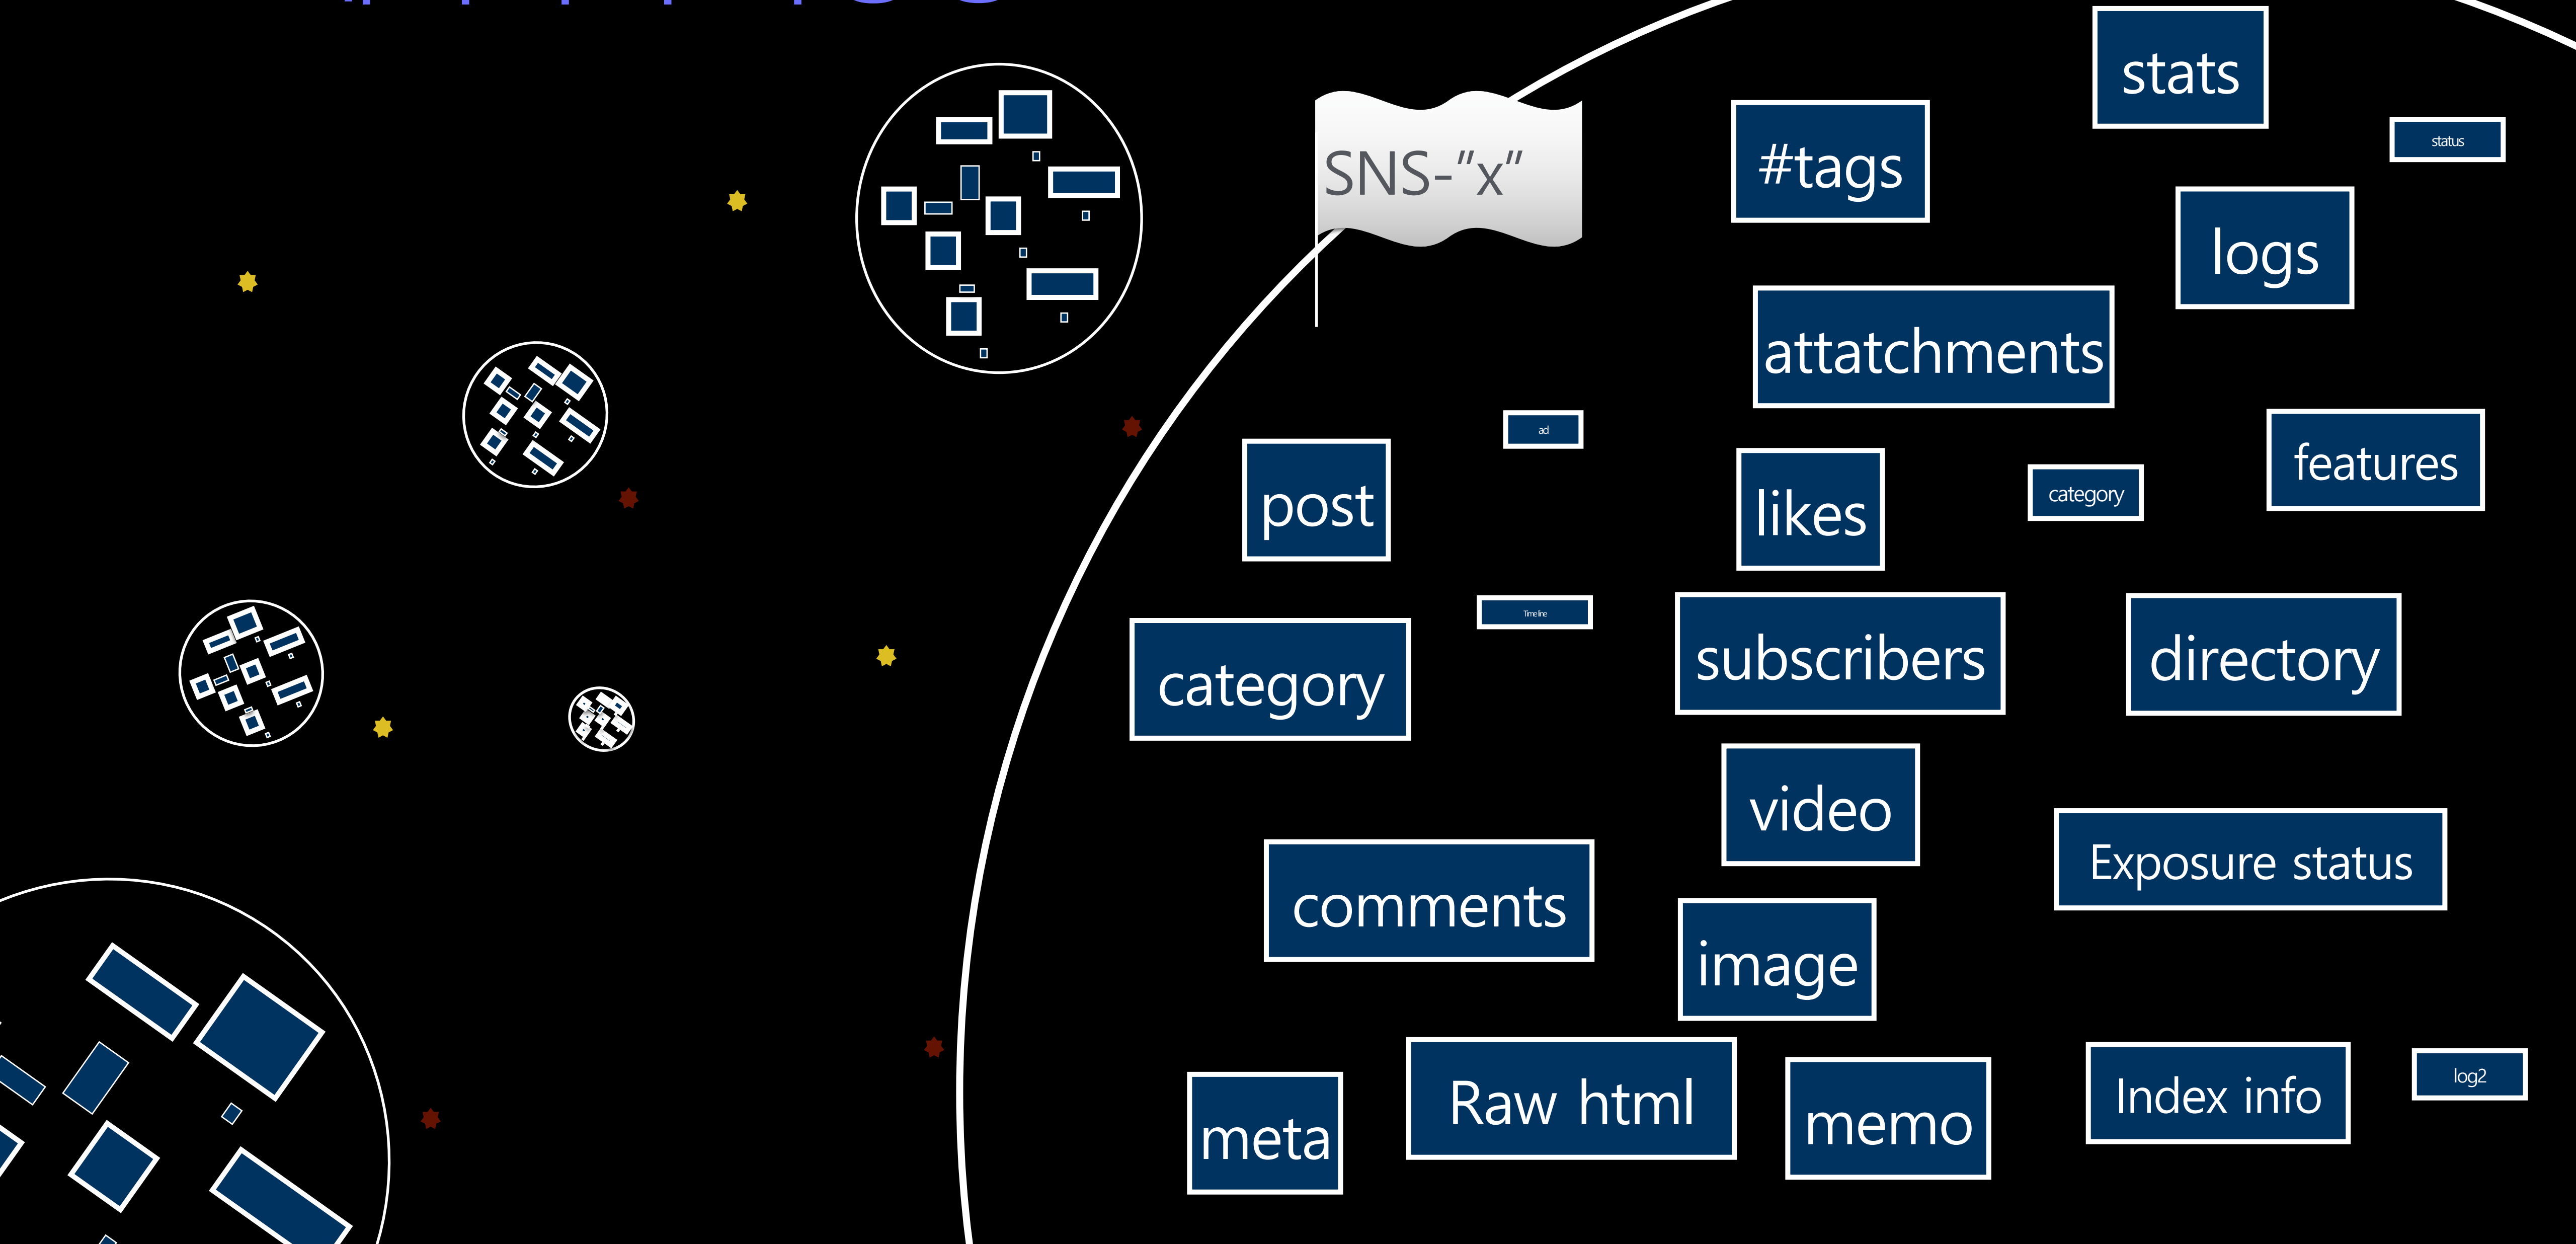 stats
status
SNS-"x"
#tags
logs
attatchments
ad
post
likes
category
features
Timeline
category
subscribers
directory
video
Exposure status
comments
image
meta
Raw html
memo
Index info
log2